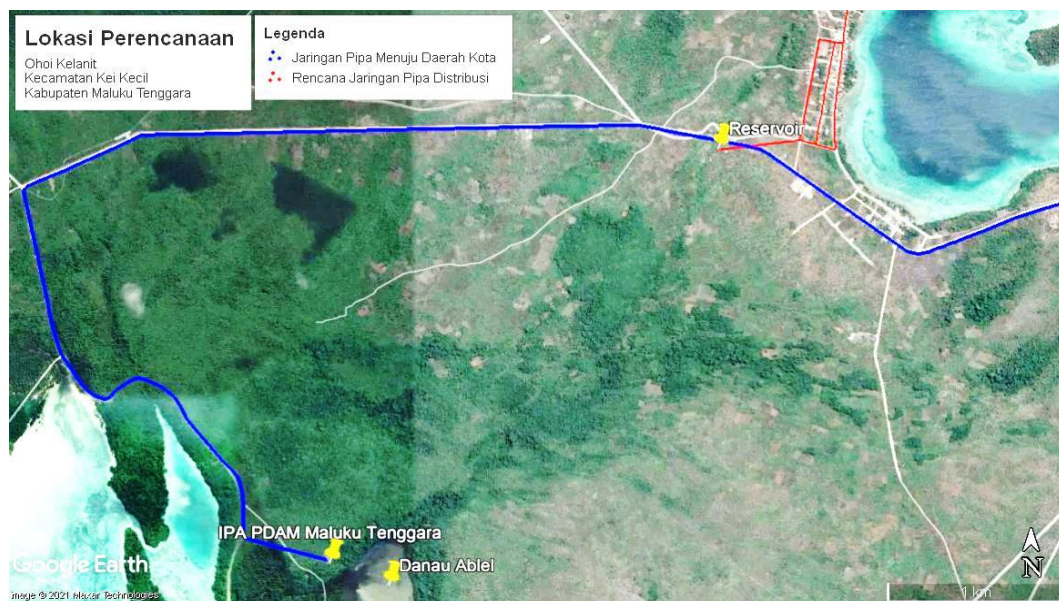 Lokasi Perencanaan
Ohoi Kelanit
Kecamatan Kei Kecil
Kabupaten Maluku Tenggara
Legenda
Jaringan Pipa Menuju Daerah Kota
Rencana Jaringan Pipa Distribusi
Reservoir
IPA PDAM Maluku Tenggara
Danau Ablel
Google Earth
Image © 2021 Maxar Technologies
1 km
N